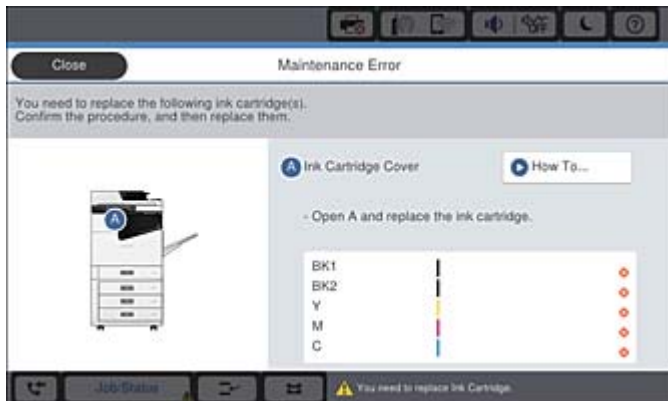 OFF
Close
Maintenance Error
You need to replace the following ink cartridge(s).
Confirm the procedure, and then replace them.
A Ink Cartridge Cover
How To...
A
- Open A and replace the ink cartridge.
BK1
BK2
Y
M
C
Job/Status
You need to replace Ink Cartridge.